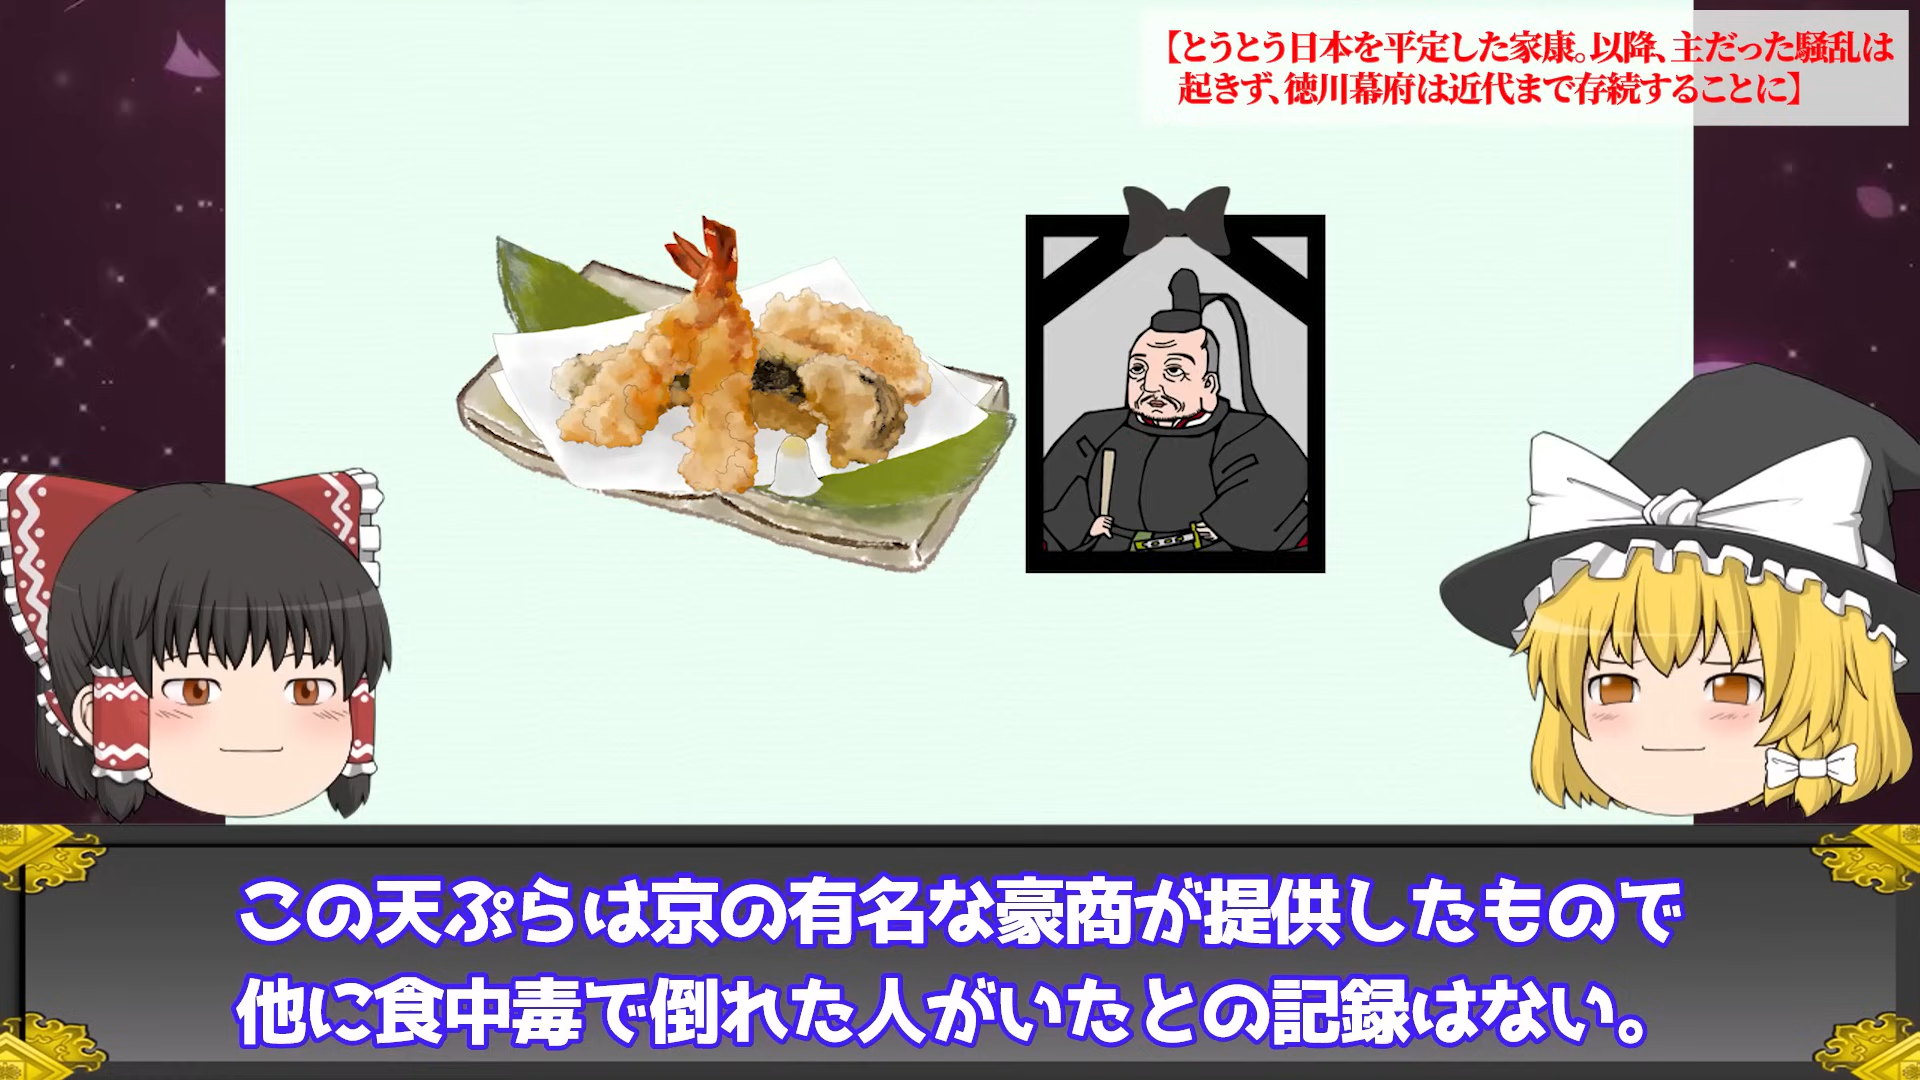 【とうとう日本を平定した家康。以降、主だった騒乱は
起きず、徳川幕府は近代まで存続することに】
この天ぷらは京の有名な豪商が提供したもので
他に食中毒で倒れた人がいたとの記録はない。